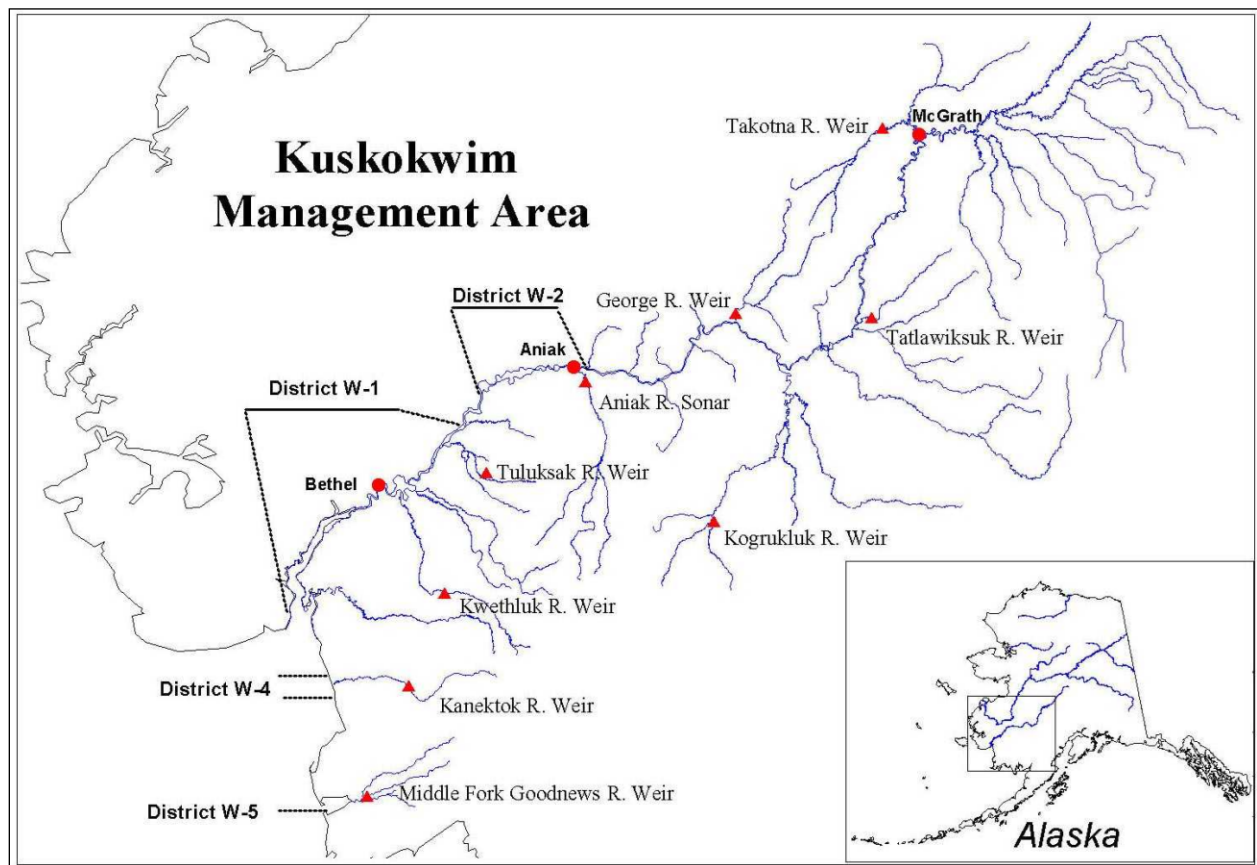 Kuskokwim
Management Area
McGrath
Takotna R. Weir
District W-2
George R. Weir
Tatlawiksuk R. Weir
Aniak
District W-1
Aniak R. Sonar
Tuluksak R. Weir
Bethel
Kogrukluk R. Weir
Kwethluk R. Weir
District W-4
Kanektok R. Weir
Middle Fork Goodnews R. Weir
District W-5
Alaska